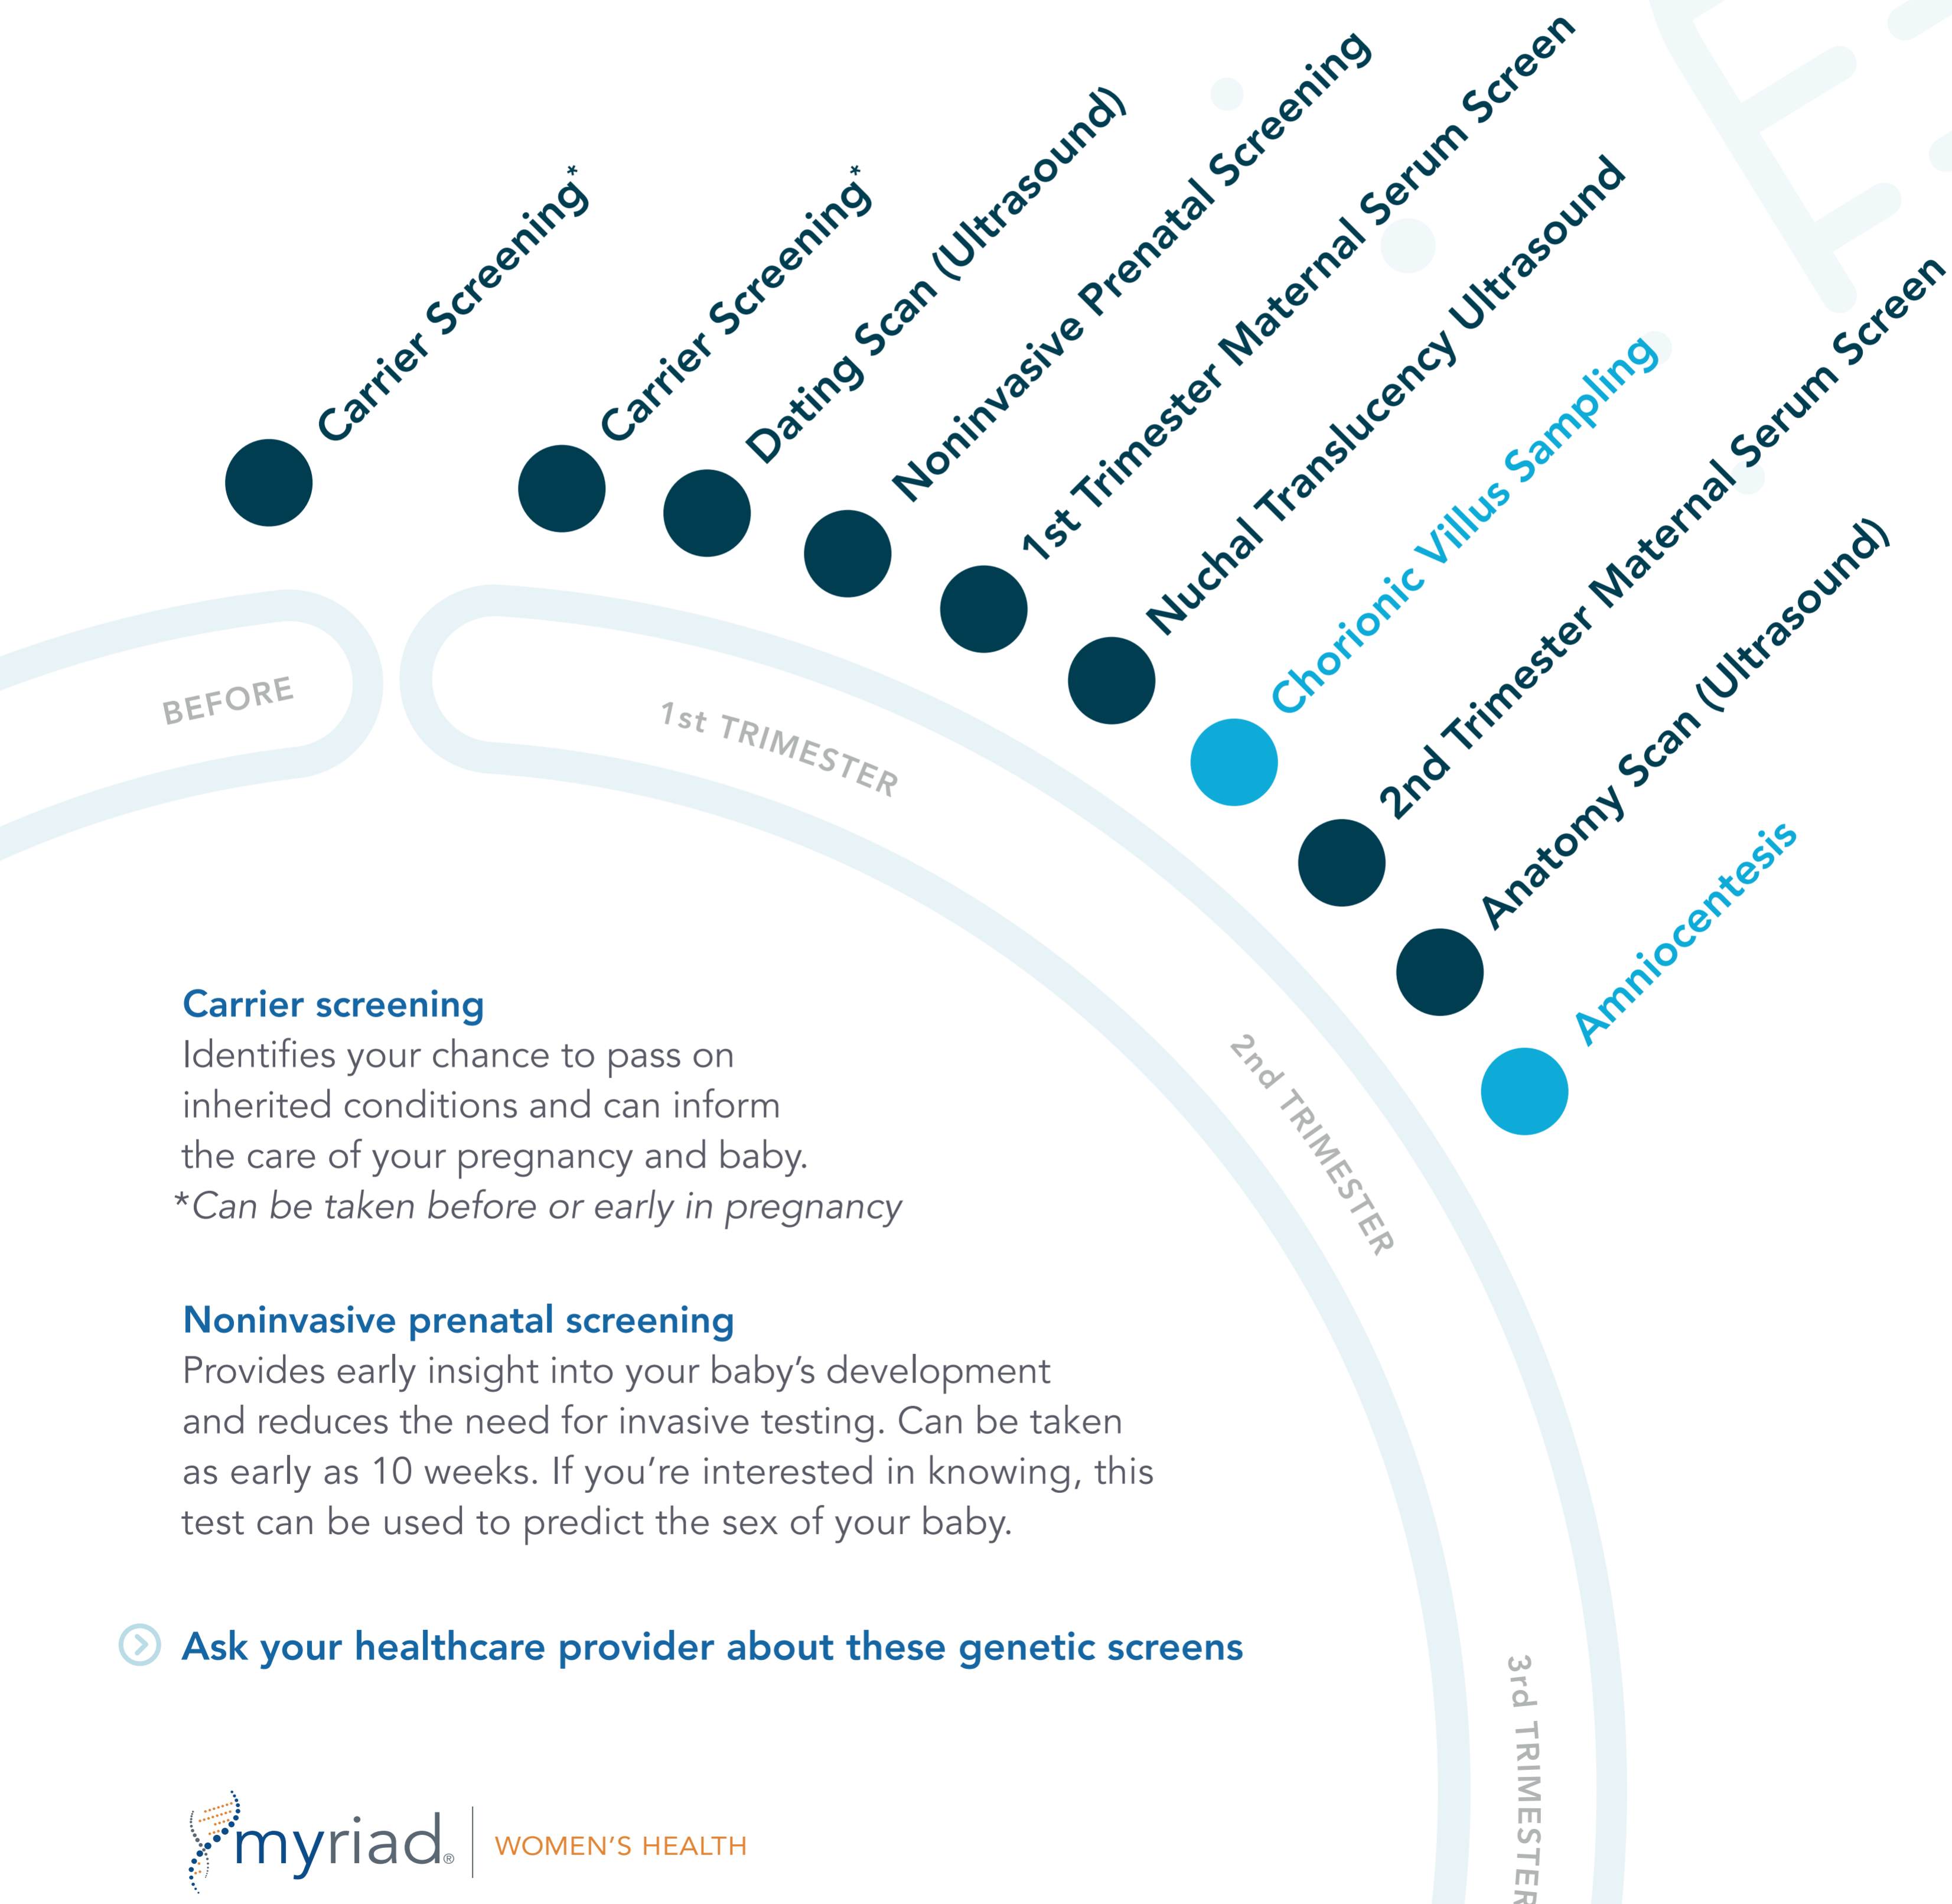 Carrier Screening*
Carrier Screening*
Dating Scan (Ultrasound)
Noninvasive Prenatal Screening
1st Trimester Maternal Serum Screen
Nuchal Translucency Ultrasound
Chorionic Villus Sampling
2nd Trimester Maternal Serum Screen
Anatomy Scan (Ultrasound)
Amniocentesis
BEFORE
1st TRIMESTER
2nd TRIMESTER
3rd TRIMESTER
Carrier screening
Identifies your chance to pass on
inherited conditions and can inform
the care of your pregnancy and baby.
*Can be taken before or early in pregnancy
Noninvasive prenatal screening
Provides early insight into your baby’s development
and reduces the need for invasive testing. Can be taken
as early as 10 weeks. If you’re interested in knowing, this
test can be used to predict the sex of your baby.
Ask your healthcare provider about these genetic screens
myriad® WOMEN’S HEALTH